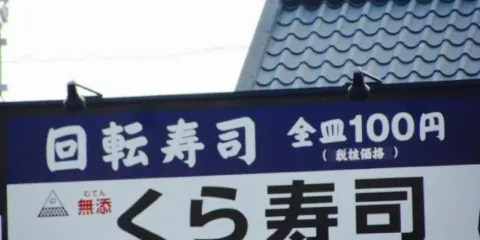 回転寿司 全皿100円
(税抜価格)
むてん
無添 くら寿司